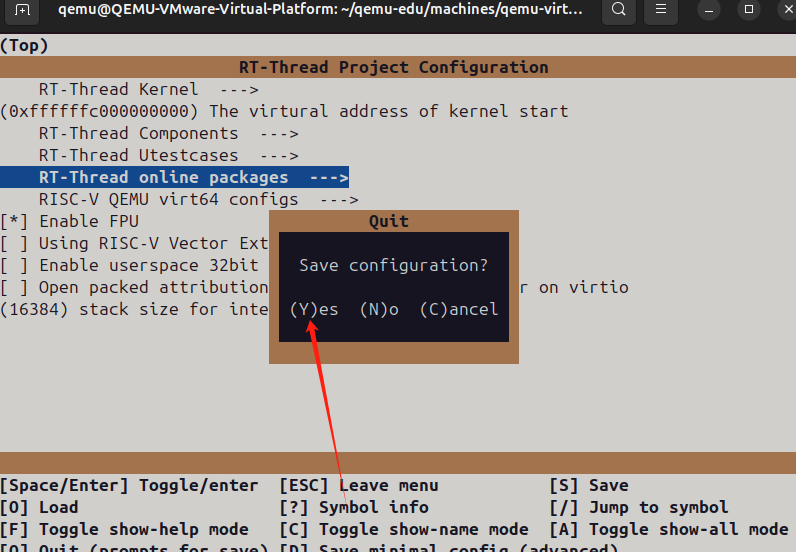 qemu@QEMU-VMware-Virtual-Platform: ~/qemu-edu/machines/qemu-virt...
(Top)
RT-Thread Project Configuration
RT-Thread Kernel  --->
(0xffffffc000000000) The virtural address of kernel start
RT-Thread Components  --->
RT-Thread Utestcases  --->
RT-Thread online packages  --->
RISC-V QEMU virt64 configs  --->
[*] Enable FPU
[ ] Using RISC-V Vector Ext
[ ] Enable userspace 32bit
[ ] Open packed attribution r on virtio
(16384) stack size for inte
Quit
Save configuration?
(Y)es  (N)o  (C)ancel
[Space/Enter] Toggle/enter  [ESC] Leave menu  [S] Save
[O] Load  [?] Symbol info  [/] Jump to symbol
[F] Toggle show-help mode  [C] Toggle show-name mode  [A] Toggle show-all mode
[Q] Quit (prompts for save)  [D] Save minimal config (advanced)